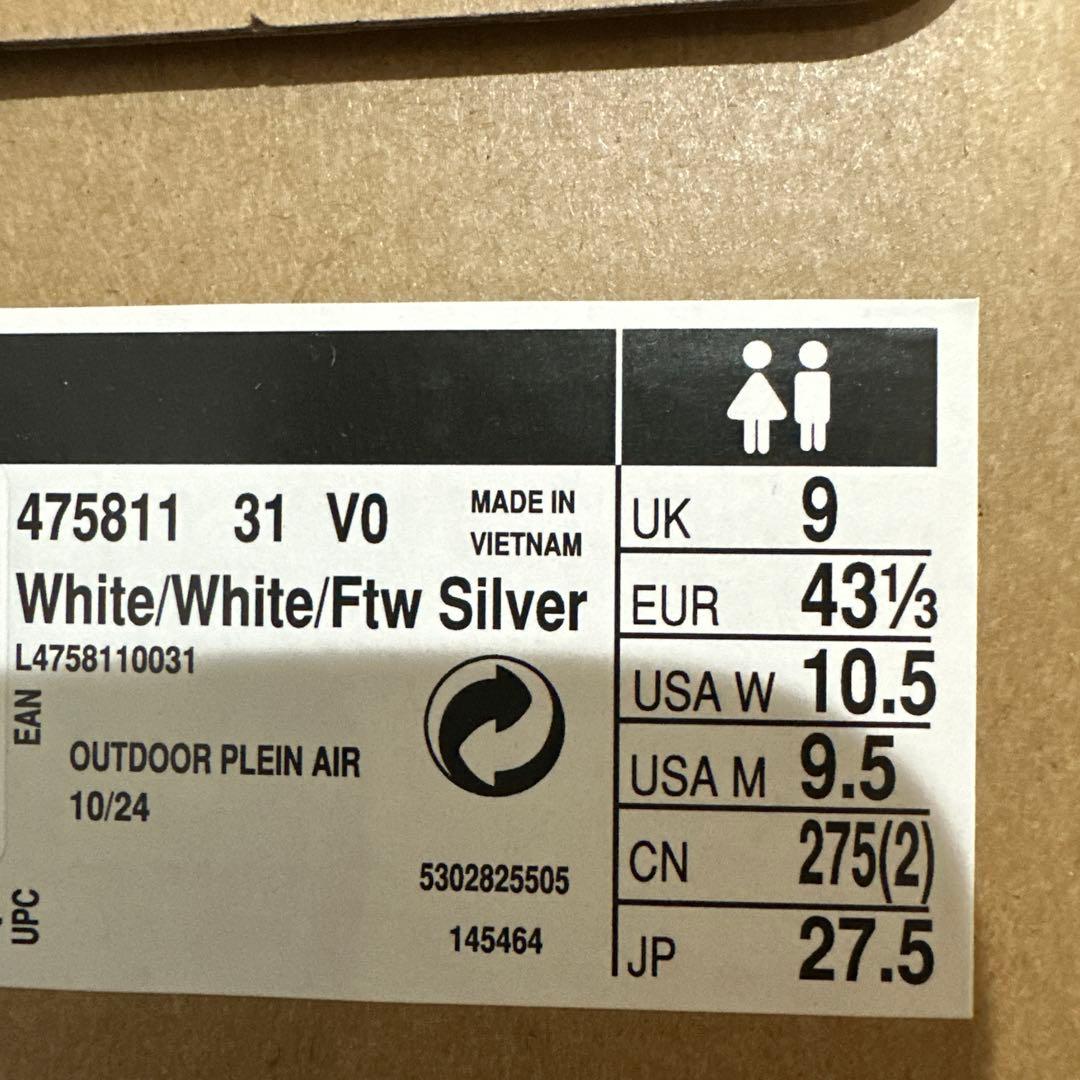 475811 31 V0
MADE IN
VIETNAM
White/White/Ftw Silver
L4758110031
EAN
OUTDOOR PLEIN AIR
10/24
UPC
5302825505
145464
UK 9
EUR 43⅓
USA W 10.5
USA M 9.5
CN 275(2)
JP 27.5